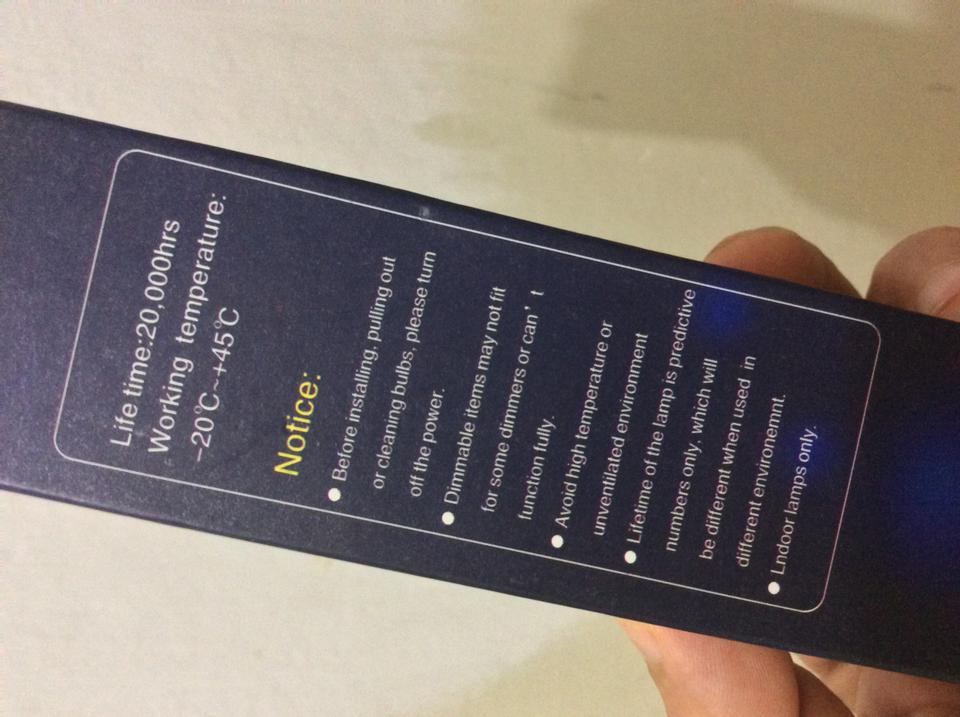 Life time:20,000hrs
Working temperature:
-20℃~+45℃
Notice:
● Before installing, pulling out
or cleaning bulbs, please turn
off the power.
● Dimmable items may not fit
for some dimmers or can't
function fully.
● Avoid high temperature or
unventilated environment
● Lifetime of the lamp is predictive
numbers only, which will
be different when used in
different environemnt.
● Lndoor lamps only.